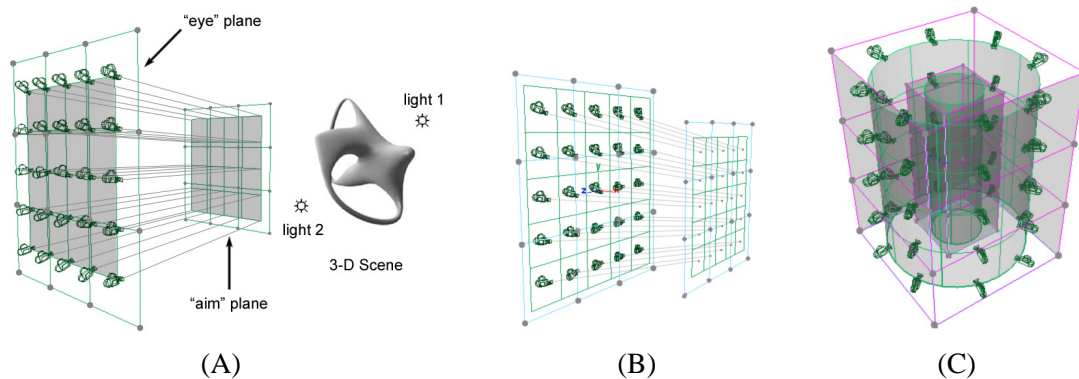 “eye” plane
light 1
light 2
3-D Scene
“aim” plane
y
z
(A)
(B)
(C)